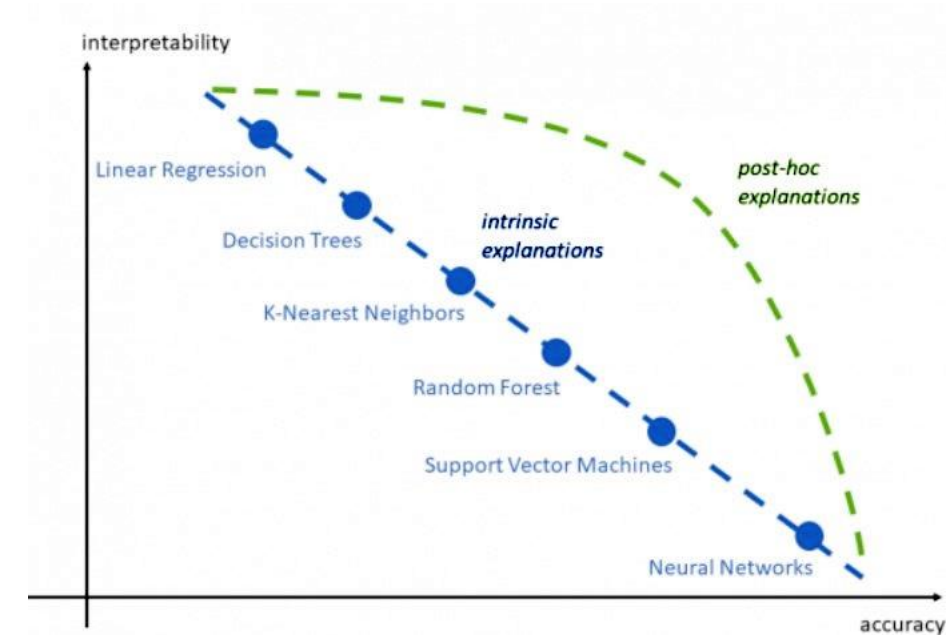 interpretability
Linear Regression
Decision Trees
K-Nearest Neighbors
Random Forest
Support Vector Machines
Neural Networks
intrinsic
explanations
post-hoc
explanations
accuracy